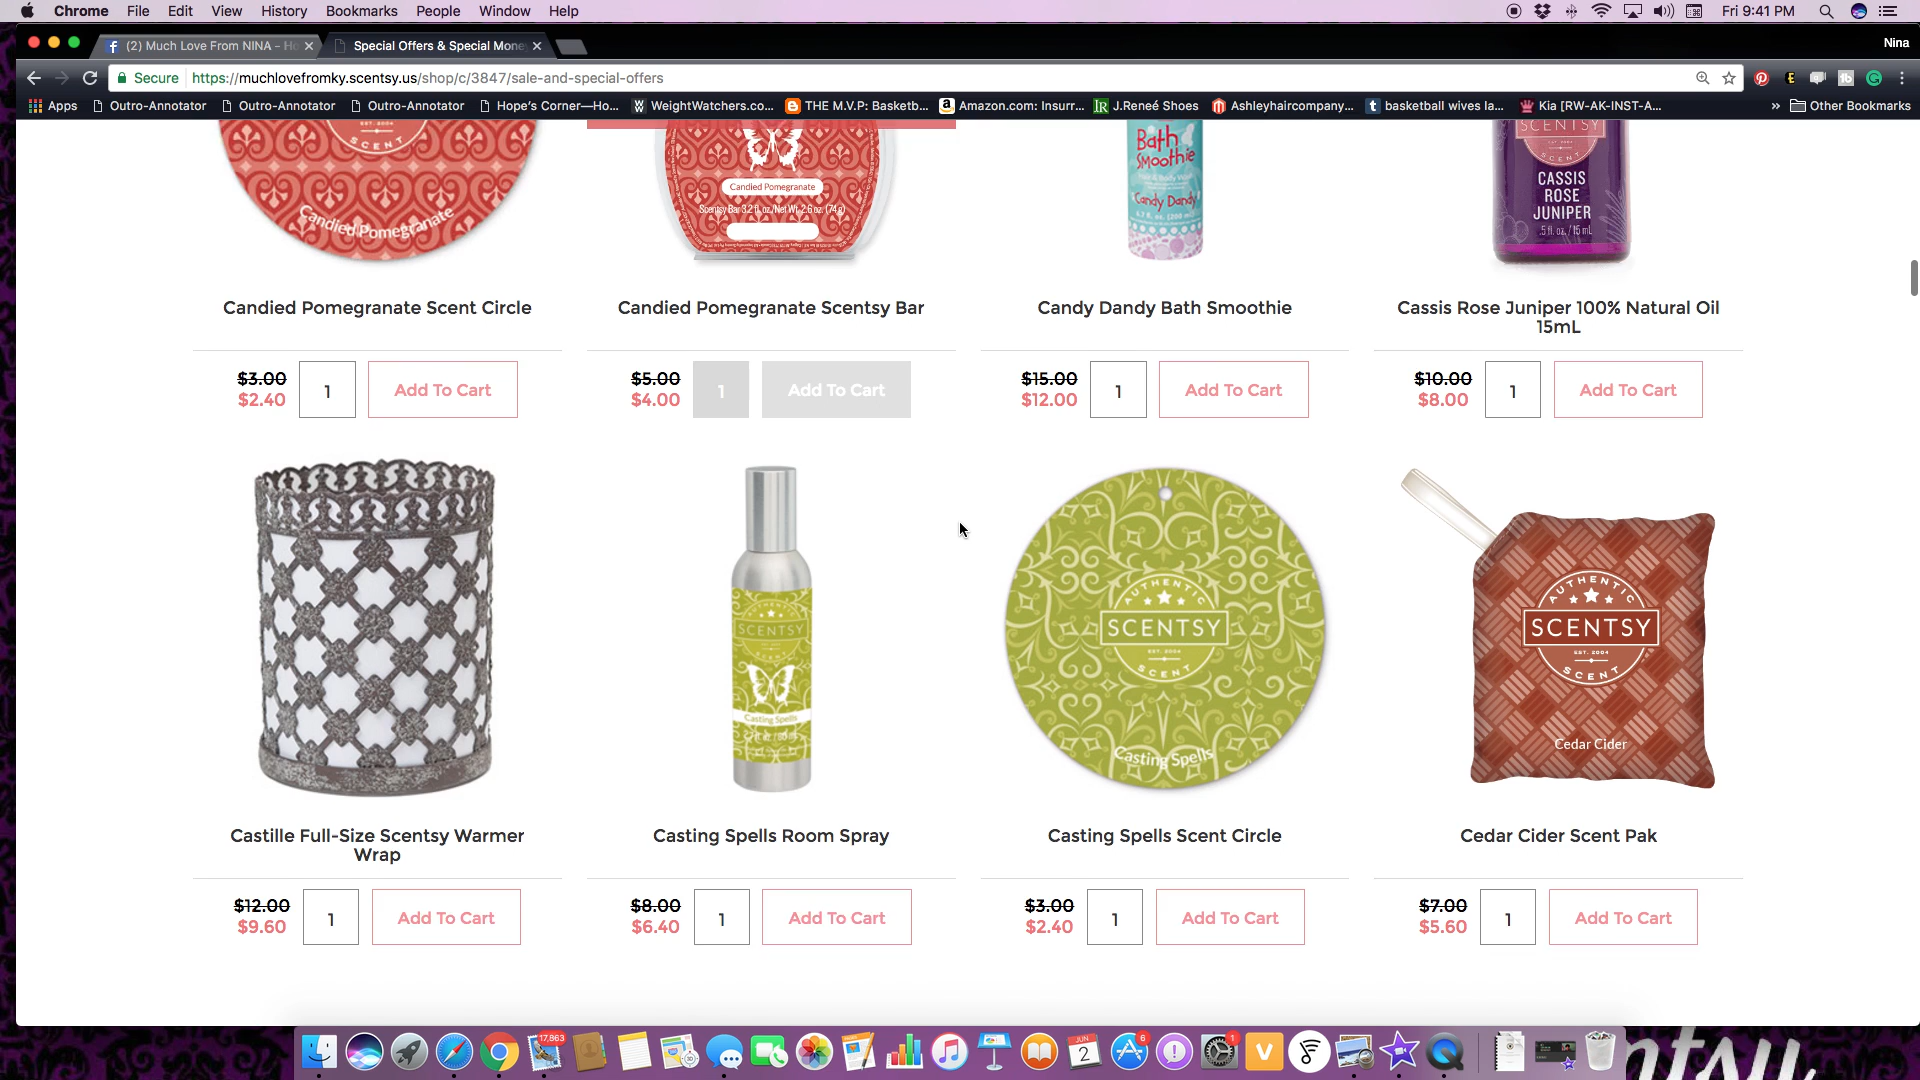 Chrome File Edit View History Bookmarks People Window Help Fri 9:41 PM
(2) Much Love From NINA - Ho
Special Offers & Special Mone
Nina
Secure https://muchlovefromky.scentsy.us/shop/c/3847/sale-and-special-offers
Apps Outro-Annotator Outro-Annotator Outro-Annotator Hope's Corner—Ho... WeightWatchers.co... THE M.V.P: Basketb... Amazon.com: Insurr... J.Reneé Shoes Ashleyhaircompany... basketball wives la... Kia [RW-AK-INST-A... » Other Bookmarks
EST. 2004
SCENT
Candied Pomegranate
Candied Pomegranate
Scentsy Bar 3.2 fl. oz./Net Wt. 2.6 oz. (74 g)
Bath
Smoothie
Candy Dandy
SCENTSY
SCENT
CASSIS
ROSE
JUNIPER
.5 fl. oz. / 15 mL
Candied Pomegranate Scent Circle
Candied Pomegranate Scentsy Bar
Candy Dandy Bath Smoothie
Cassis Rose Juniper 100% Natural Oil
15mL
$3.00
$2.40
1
Add To Cart
$5.00
$4.00
1
Add To Cart
$15.00
$12.00
1
Add To Cart
$10.00
$8.00
1
Add To Cart
SCENTSY
Casting Spells
AUTHENTIC
SCENTSY
EST. 2004
SCENT
Casting Spells
AUTHENTIC
SCENTSY
EST. 2004
SCENT
Cedar Cider
Castille Full-Size Scentsy Warmer
Wrap
Casting Spells Room Spray
Casting Spells Scent Circle
Cedar Cider Scent Pak
$12.00
$9.60
1
Add To Cart
$8.00
$6.40
1
Add To Cart
$3.00
$2.40
1
Add To Cart
$7.00
$5.60
1
Add To Cart
17,863
JUN
2
6
1
ntsy